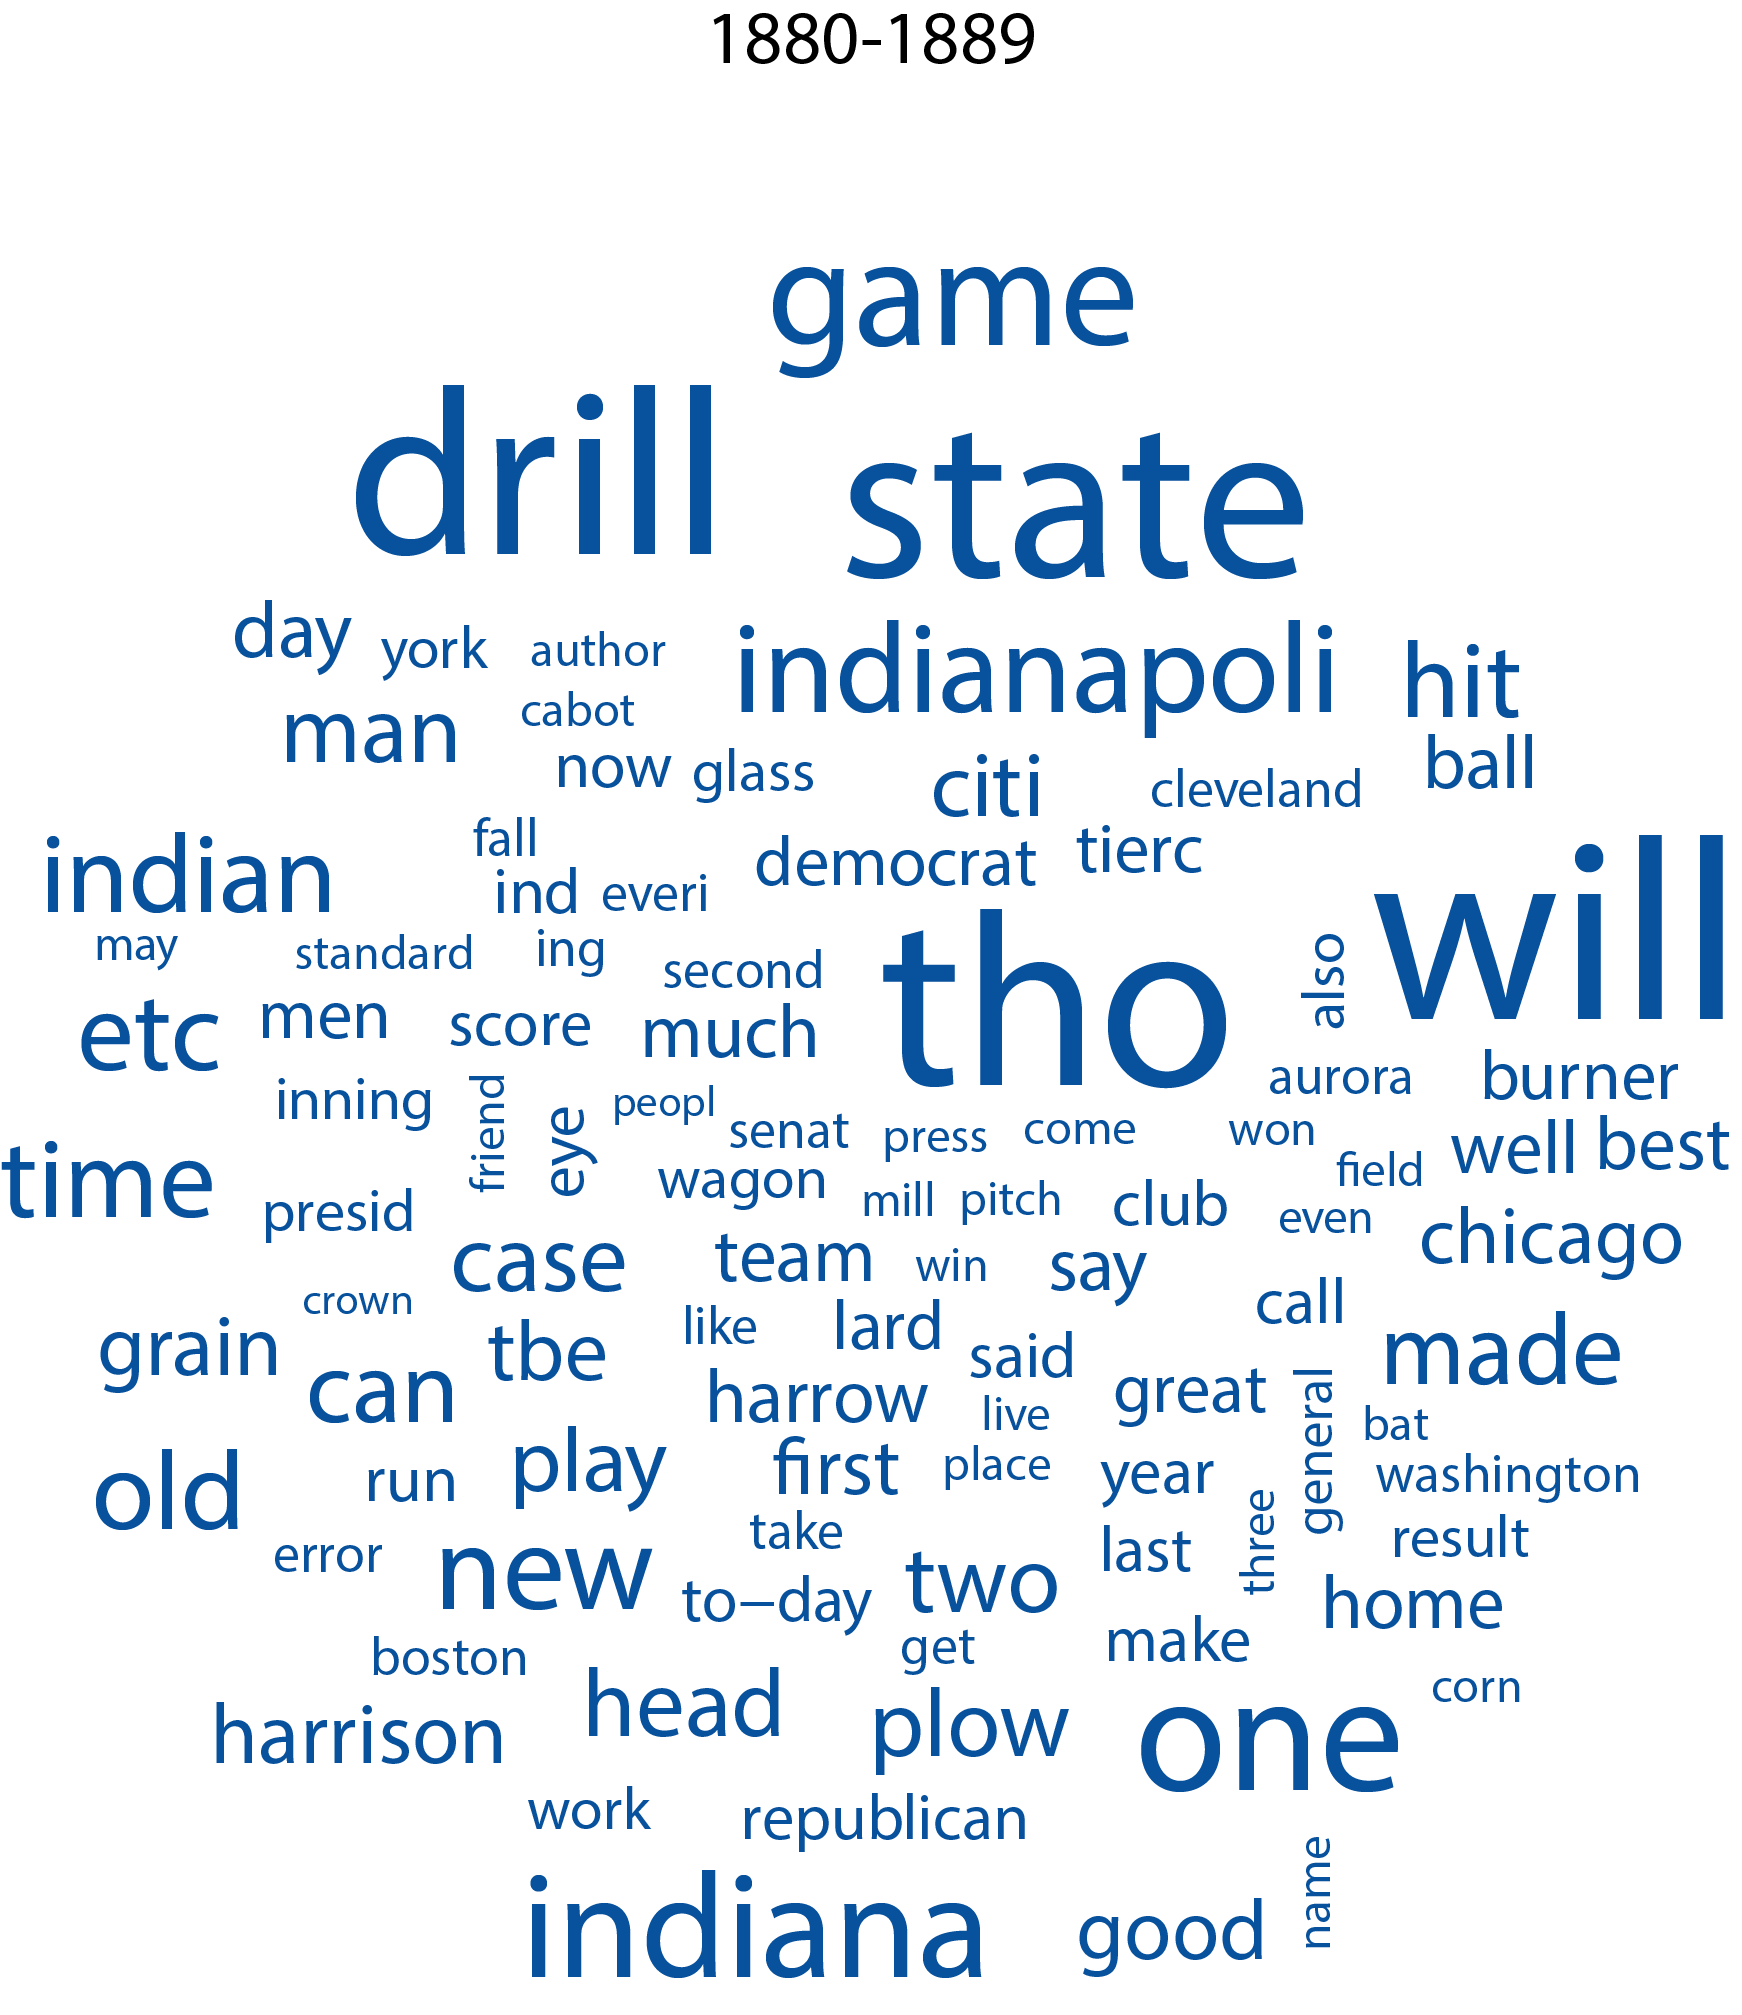 1880-1889
game
drill state
day york author indianapoli hit
man cabot
now glass citi cleveland ball
indian fall democrat tierc will
ind everi
may standard ing second tho also
etc men score much
inning friend eye peopl aurora burner
time senat press come won well best
presid wagon mill pitch club field
even chicago
case team win say
crown like lard call
grain can tbe said made
harrow live great general bat
old run play first place year washington
error take last three result
new to−day two home
boston get make
harrison head plow one corn
work republican
indiana good name